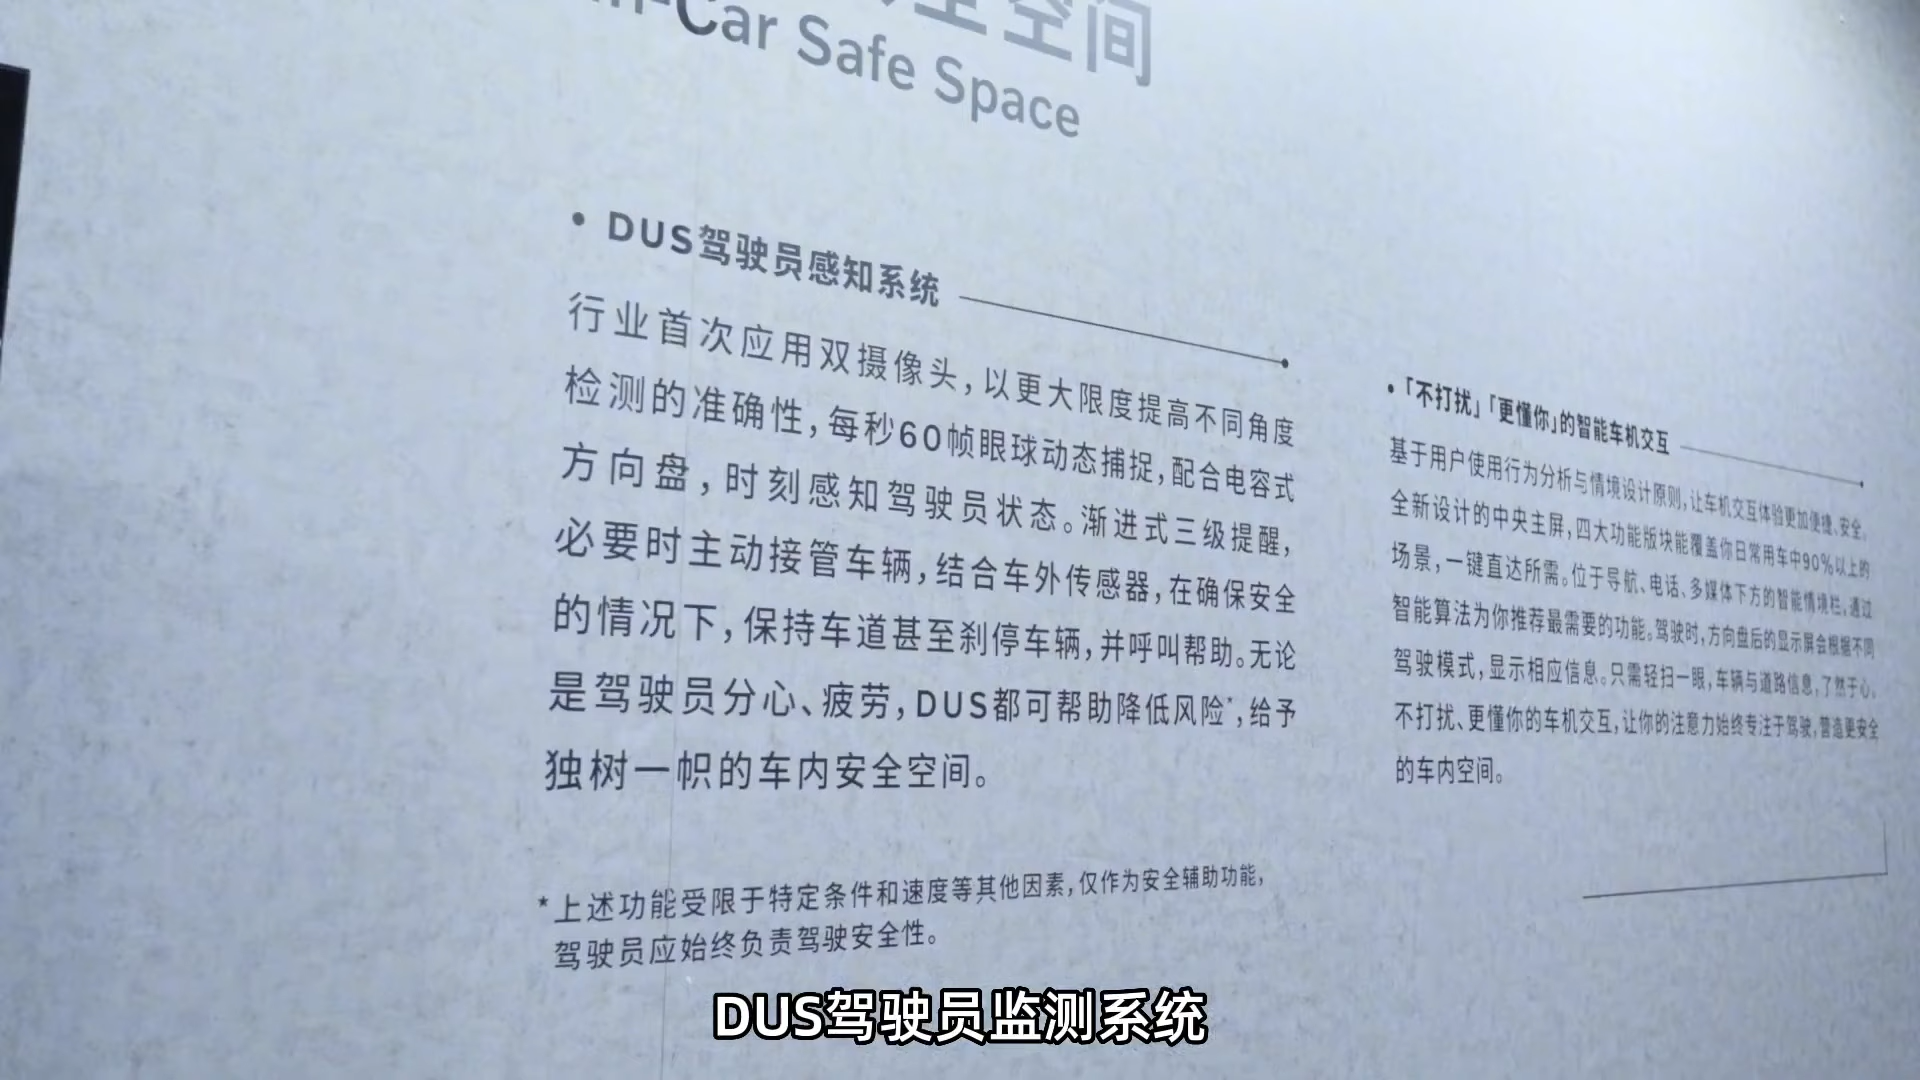 全空间
In-Car Safe Space
• DUS驾驶员感知系统
行业首次应用双摄像头,以更大限度提高不同角度
检测的准确性,每秒60帧眼球动态捕捉,配合电容式
方向盘,时刻感知驾驶员状态。渐进式三级提醒,
必要时主动接管车辆,结合车外传感器,在确保安全
的情况下,保持车道甚至刹停车辆,并呼叫帮助。无论
是驾驶员分心、疲劳,DUS都可帮助降低风险*,给予
独树一帜的车内安全空间。
*上述功能受限于特定条件和速度等其他因素,仅作为安全辅助功能,
驾驶员应始终负责驾驶安全性。
•「不打扰」「更懂你」的智能车机交互
基于用户使用行为分析与情境设计原则,让车机交互体验更加便捷、安全。
全新设计的中央主屏,四大功能版块能覆盖你日常用车中90%以上的
场景,一键直达所需。位于导航、电话、多媒体下方的智能情境栏,通过
智能算法为你推荐最需要的功能。驾驶时,方向盘后的显示屏会根据不同
驾驶模式,显示相应信息。只需轻扫一眼,车辆与道路信息,了然于心。
不打扰、更懂你的车机交互,让你的注意力始终专注于驾驶,营造更安全
的车内空间。
DUS驾驶员监测系统